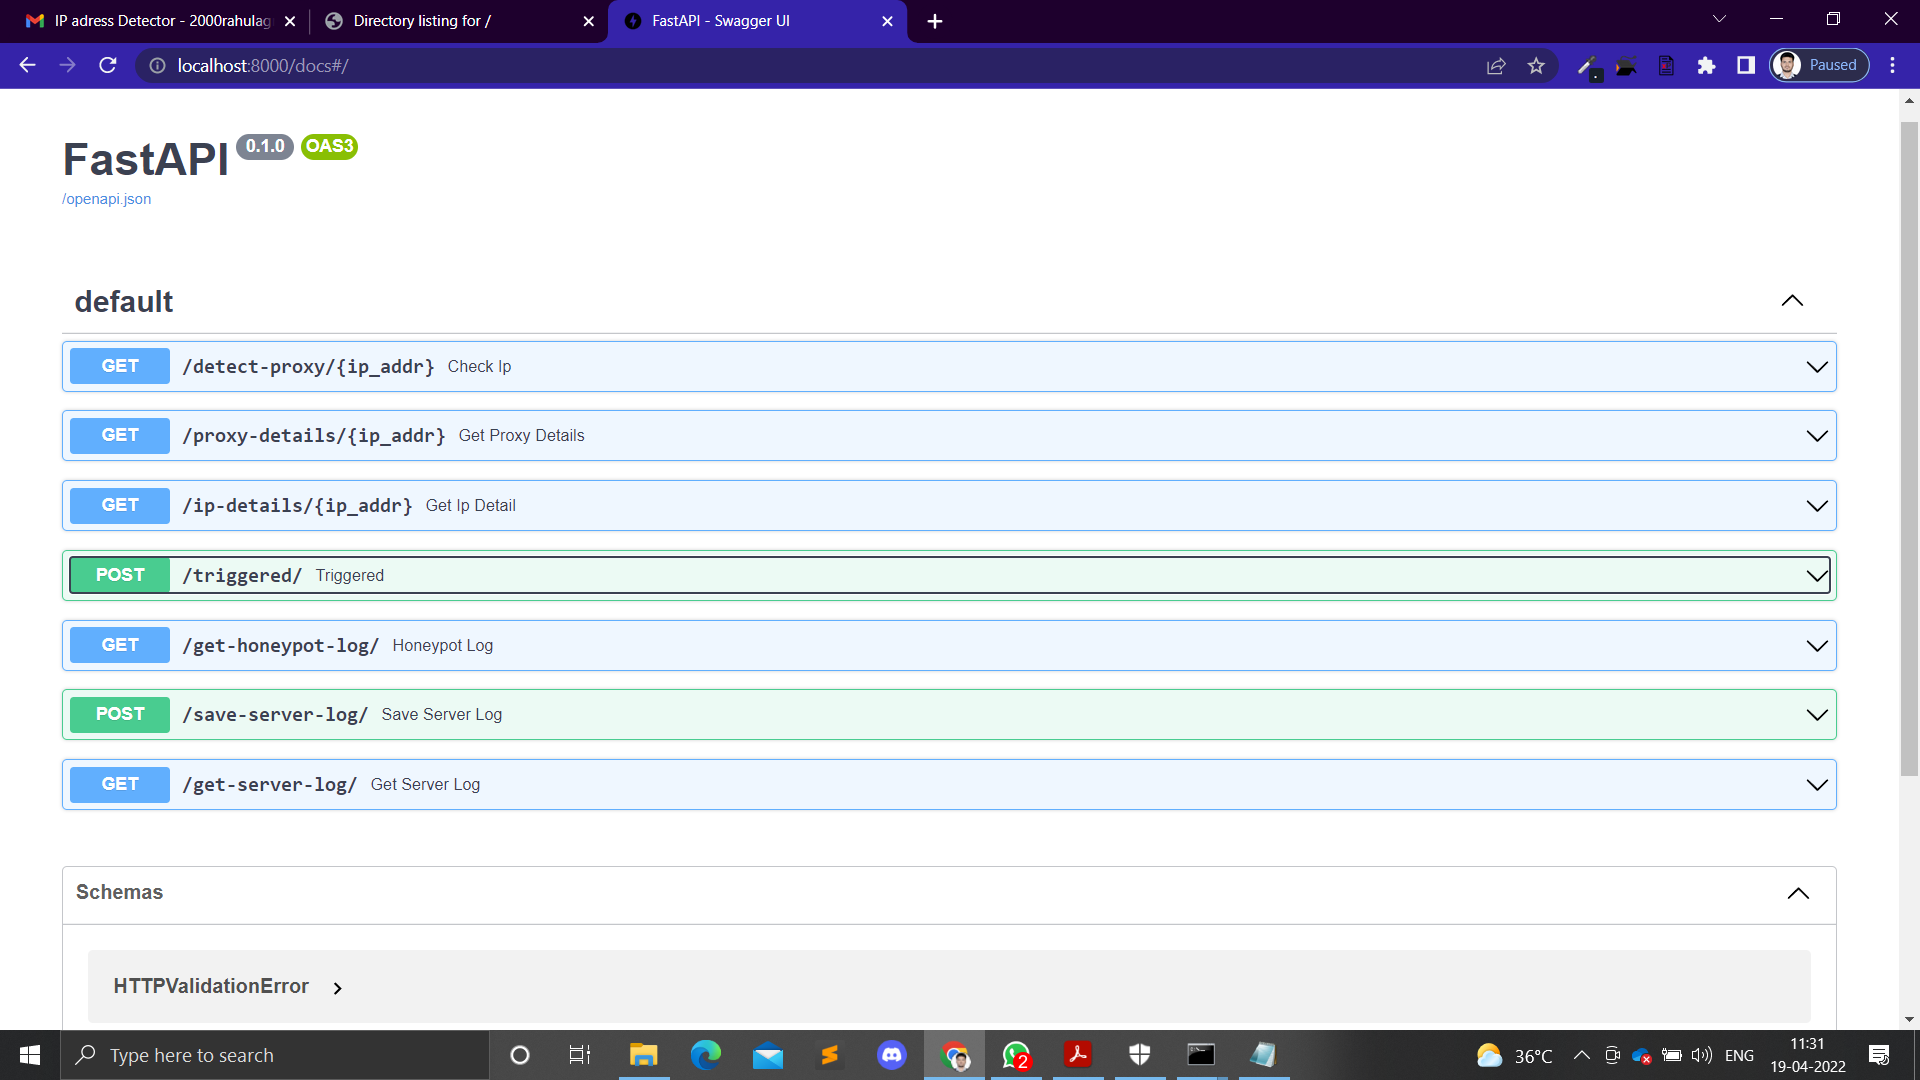 IP adress Detector - 2000rahulag
Directory listing for /
FastAPI - Swagger UI
localhost:8000/docs#/
Paused
FastAPI 0.1.0 OAS3
/openapi.json
default
GET /detect-proxy/{ip_addr} Check Ip
GET /proxy-details/{ip_addr} Get Proxy Details
GET /ip-details/{ip_addr} Get Ip Detail
POST /triggered/ Triggered
GET /get-honeypot-log/ Honeypot Log
POST /save-server-log/ Save Server Log
GET /get-server-log/ Get Server Log
Schemas
HTTPValidationError
Type here to search
2
36°C
ENG
11:31
19-04-2022